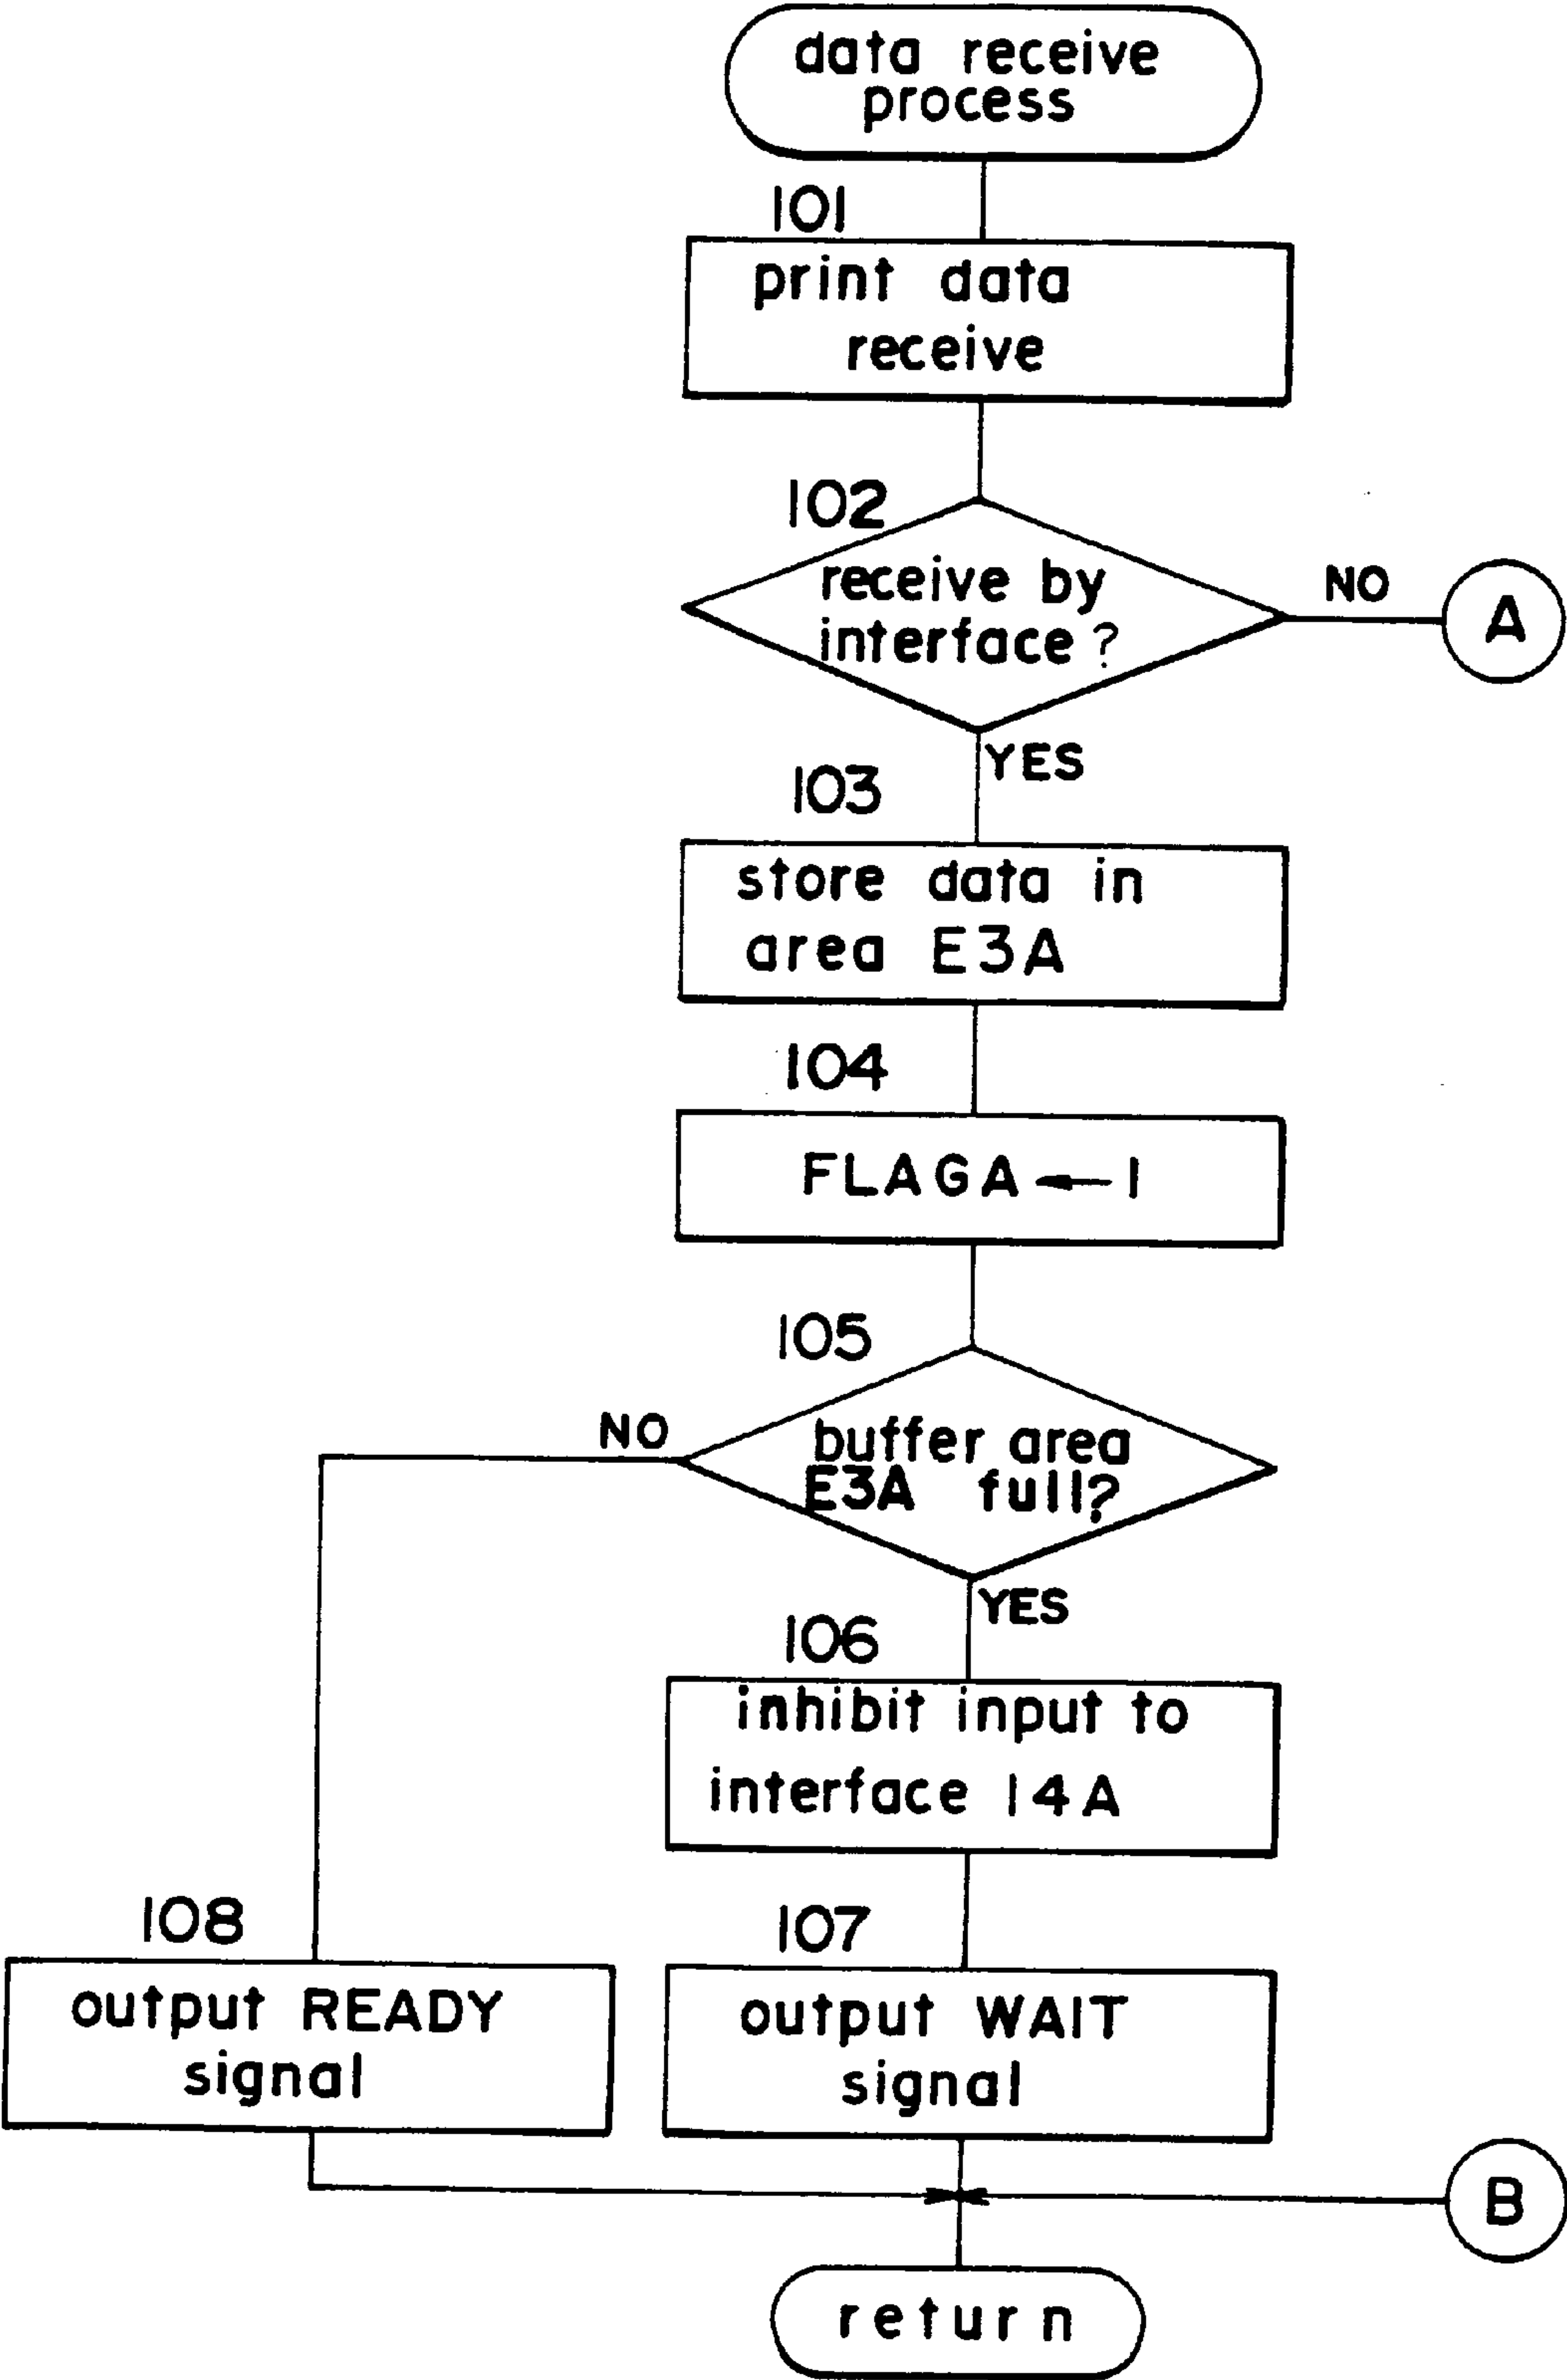 data receive
process
101
print data
receive
102
receive by
interface?
NO
A
YES
103
store data in
area E3A
104
FLAGA ← 1
105
NO
buffer area
E3A full?
YES
106
inhibit input to
interface 14A
108
output READY
signal
107
output WAIT
signal
B
return